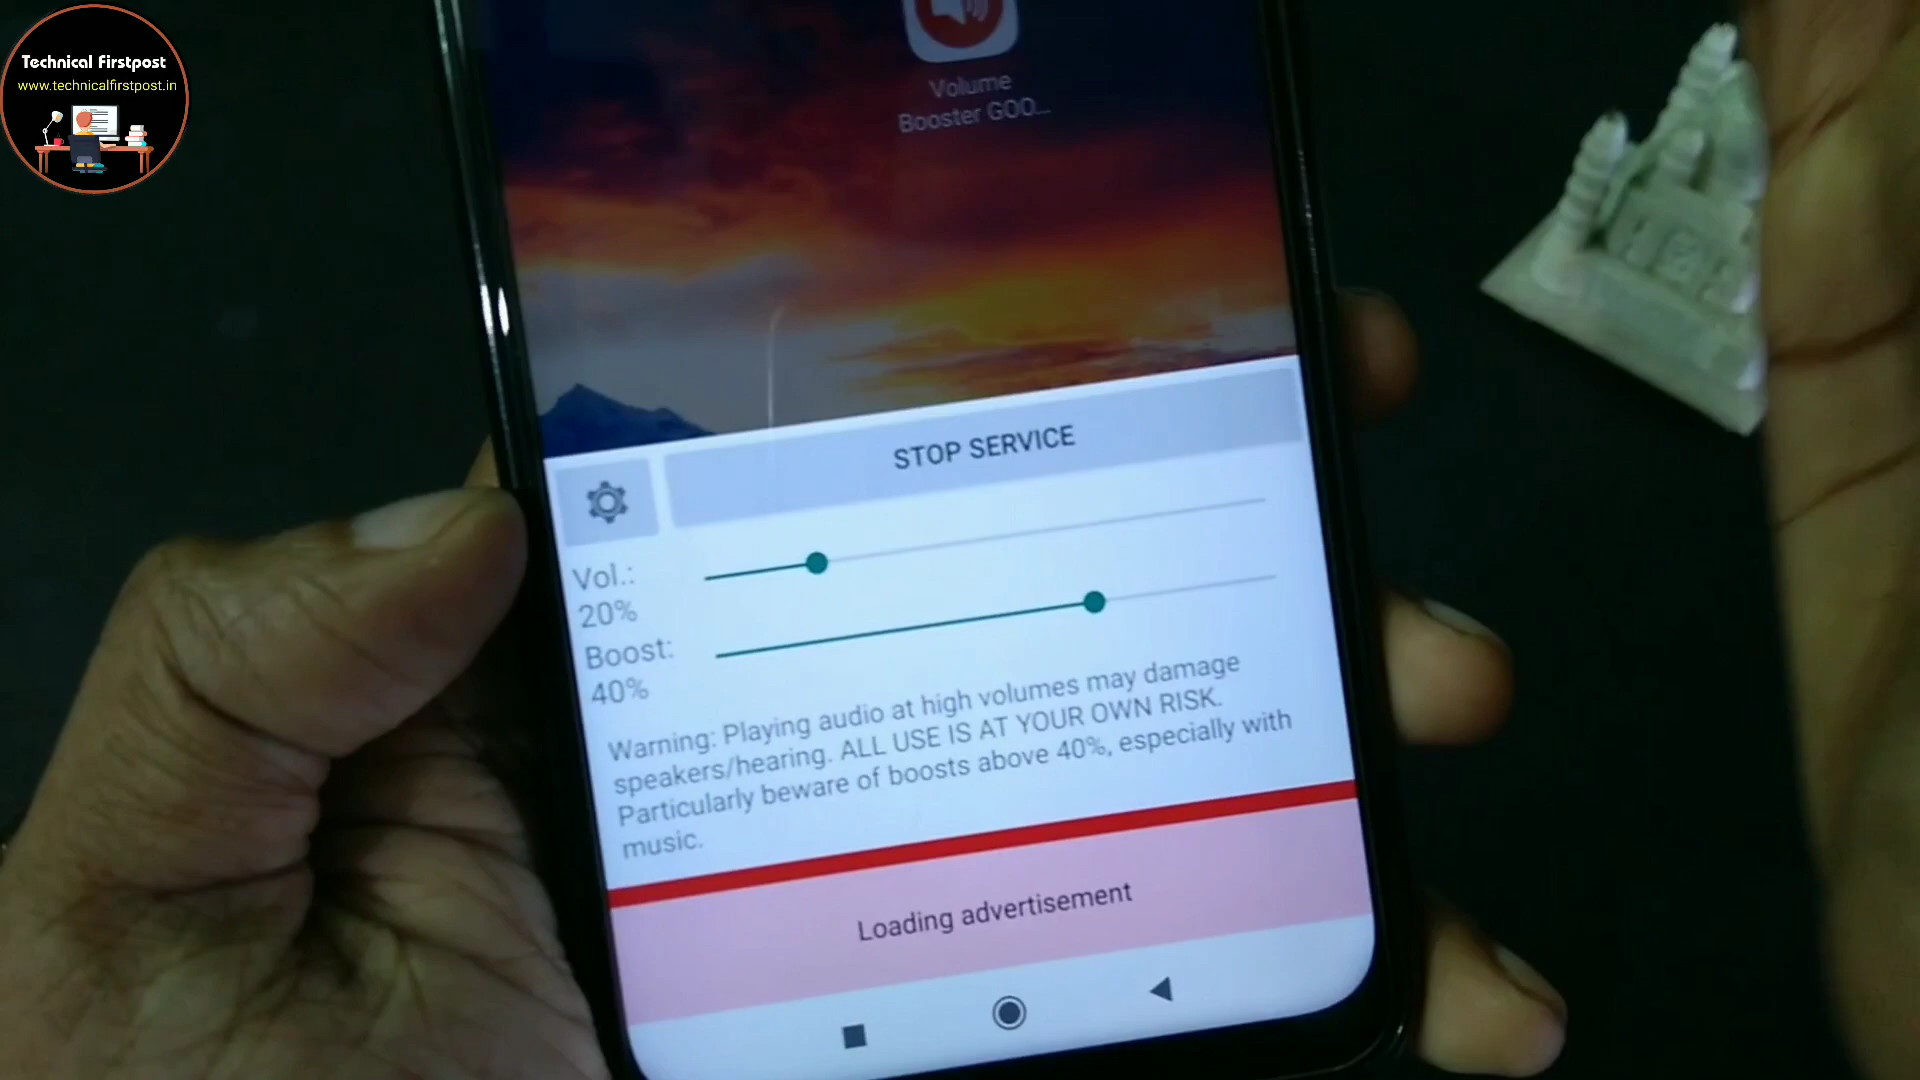 Technical Firstpost
www.technicalfirstpost.in
Volume
Booster GOO...
STOP SERVICE
Vol.:
20%
Boost:
40%
Warning: Playing audio at high volumes may damage
speakers/hearing. ALL USE IS AT YOUR OWN RISK.
Particularly beware of boosts above 40%, especially with
music.
Loading advertisement